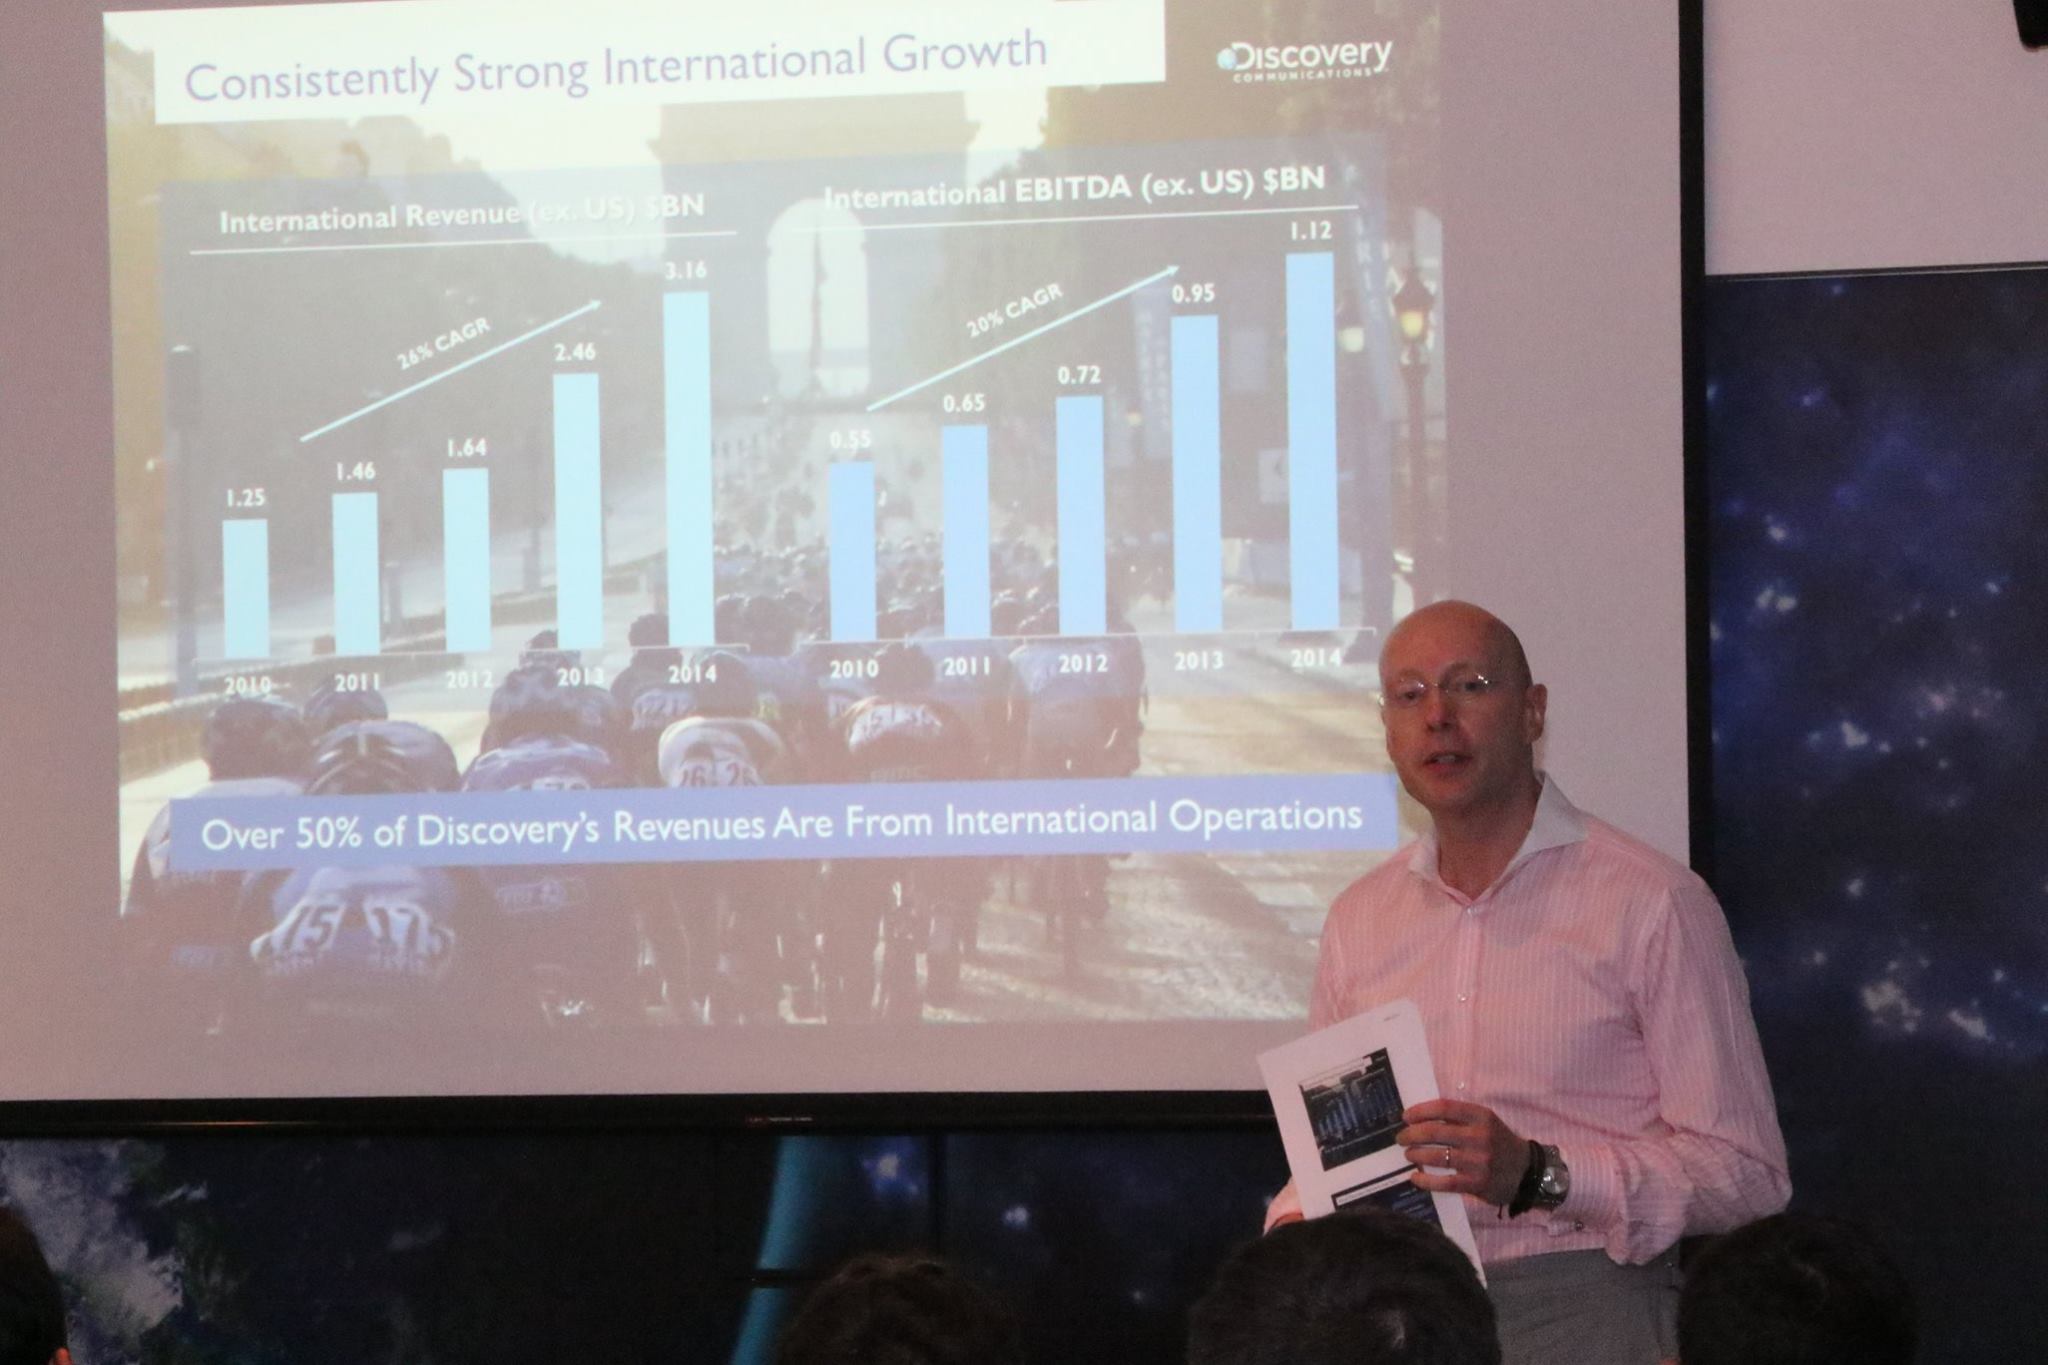 Consistently Strong International Growth
Discovery
COMMUNICATIONS
International Revenue (ex. US) $BN
26% CAGR
1.25
1.46
1.64
2.46
3.16
2010
2011
2012
2013
2014
International EBITDA (ex. US) $BN
20% CAGR
0.55
0.65
0.72
0.95
1.12
2010
2011
2012
2013
2014
Over 50% of Discovery's Revenues Are From International Operations